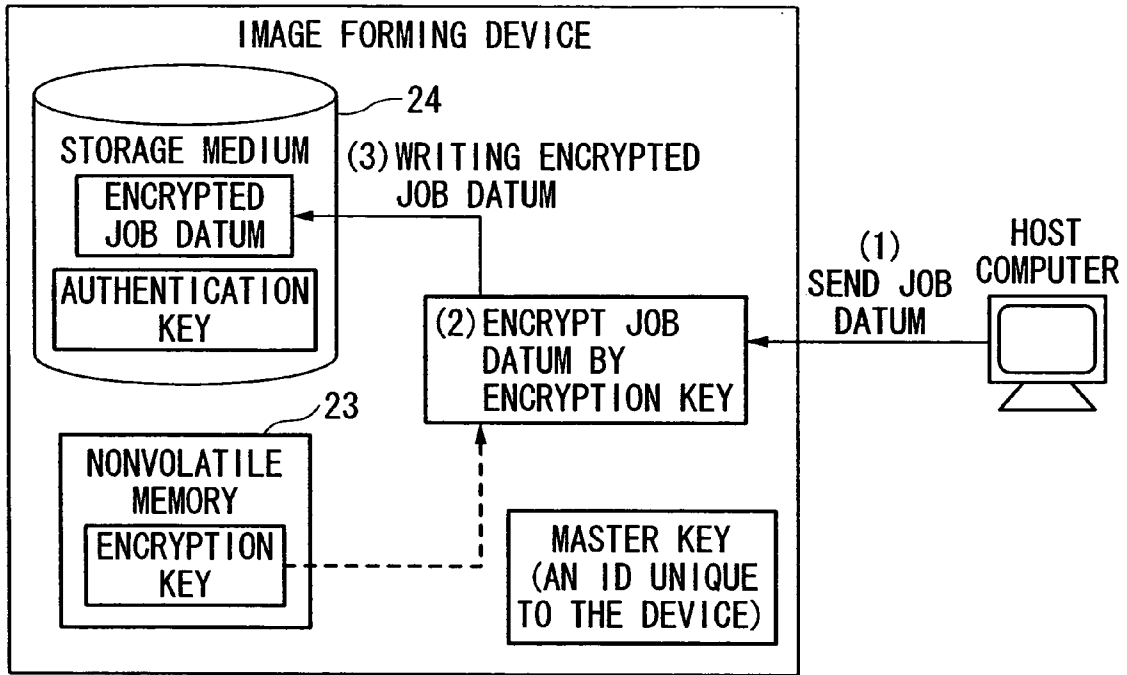 IMAGE FORMING DEVICE
24
STORAGE MEDIUM
ENCRYPTED
JOB DATUM
AUTHENTICATION
KEY
(3) WRITING ENCRYPTED
JOB DATUM
(1)
SEND JOB
DATUM
HOST
COMPUTER
(2) ENCRYPT JOB
DATUM BY
ENCRYPTION KEY
23
NONVOLATILE
MEMORY
ENCRYPTION
KEY
MASTER KEY
(AN ID UNIQUE
TO THE DEVICE)